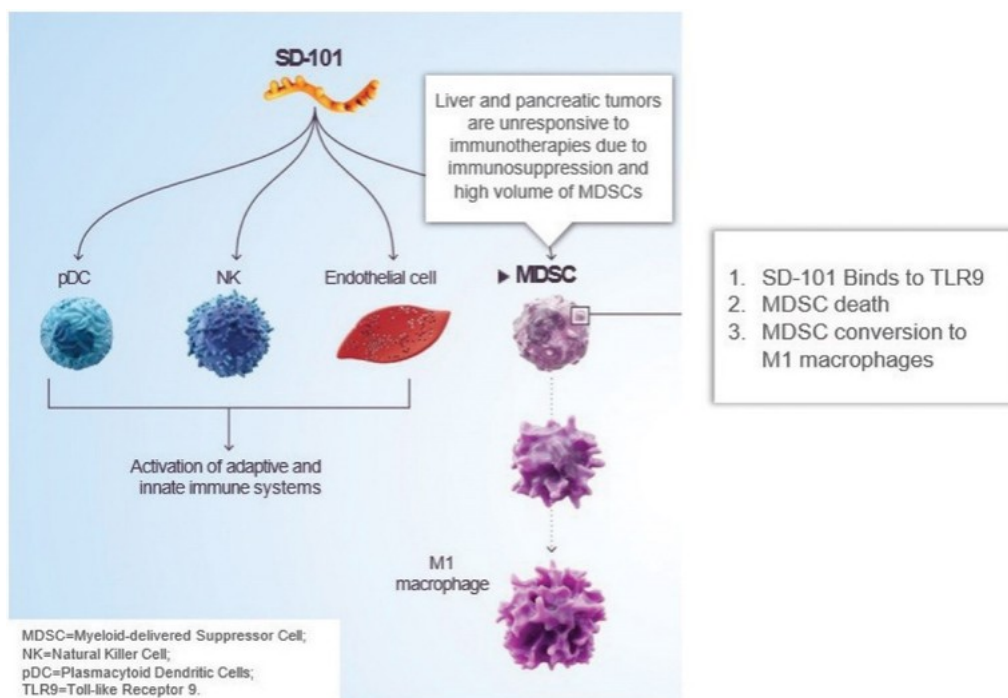 SD-101
Liver and pancreatic tumors
are unresponsive to
immunotherapies due to
immunosuppression and
high volume of MDSCs
pDC
NK
Endothelial cell
▶ MDSC
1. SD-101 Binds to TLR9
2. MDSC death
3. MDSC conversion to
M1 macrophages
Activation of adaptive and
innate immune systems
M1
macrophage
MDSC=Myeloid-delivered Suppressor Cell;
NK=Natural Killer Cell;
pDC=Plasmacytoid Dendritic Cells;
TLR9=Toll-like Receptor 9.